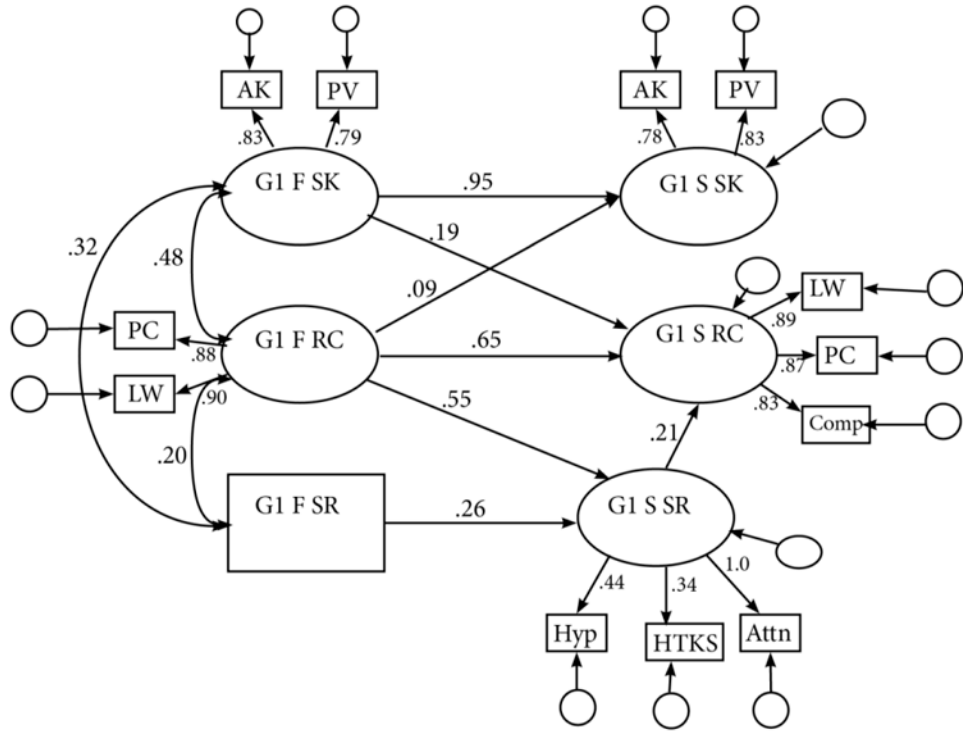 AK
PV
AK
PV
.83
.79
.78
.83
G1 F SK
.95
G1 S SK
.32
.48
.19
.09
LW
PC
.88
G1 F RC
.65
G1 S RC
.89
.87
PC
LW
.90
.55
.83
Comp
.20
.21
G1 F SR
.26
G1 S SR
.44
.34
1.0
Hyp
HTKS
Attn